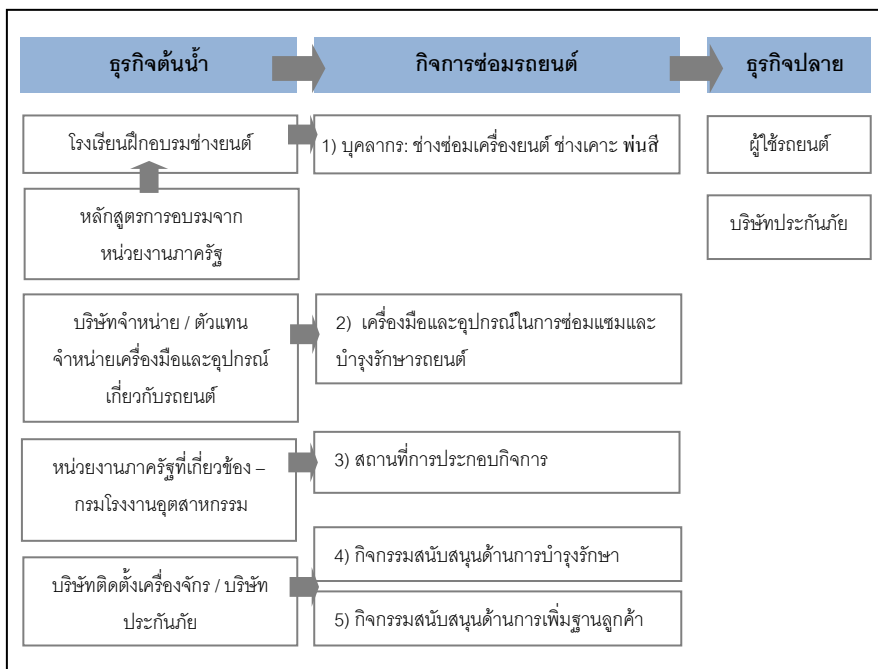 ธุรกิจต้นน้ำ
กิจการซ่อมรถยนต์
ธุรกิจปลาย
โรงเรียนฝึกอบรมช่างยนต์
1) บุคลากร: ช่างซ่อมเครื่องยนต์ ช่างเคาะ พ่นสี
ผู้ใช้รถยนต์
หลักสูตรการอบรมจาก
หน่วยงานภาครัฐ
บริษัทประกันภัย
บริษัทจำหน่าย / ตัวแทน
จำหน่ายเครื่องมือและอุปกรณ์
เกี่ยวกับรถยนต์
2) เครื่องมือและอุปกรณ์ในการซ่อมแซมและ
บำรุงรักษารถยนต์
หน่วยงานภาครัฐที่เกี่ยวข้อง –
กรมโรงงานอุตสาหกรรม
3) สถานที่การประกอบกิจการ
บริษัทติดตั้งเครื่องจักร / บริษัท
ประกันภัย
4) กิจกรรมสนับสนุนด้านการบำรุงรักษา
5) กิจกรรมสนับสนุนด้านการเพิ่มฐานลูกค้า